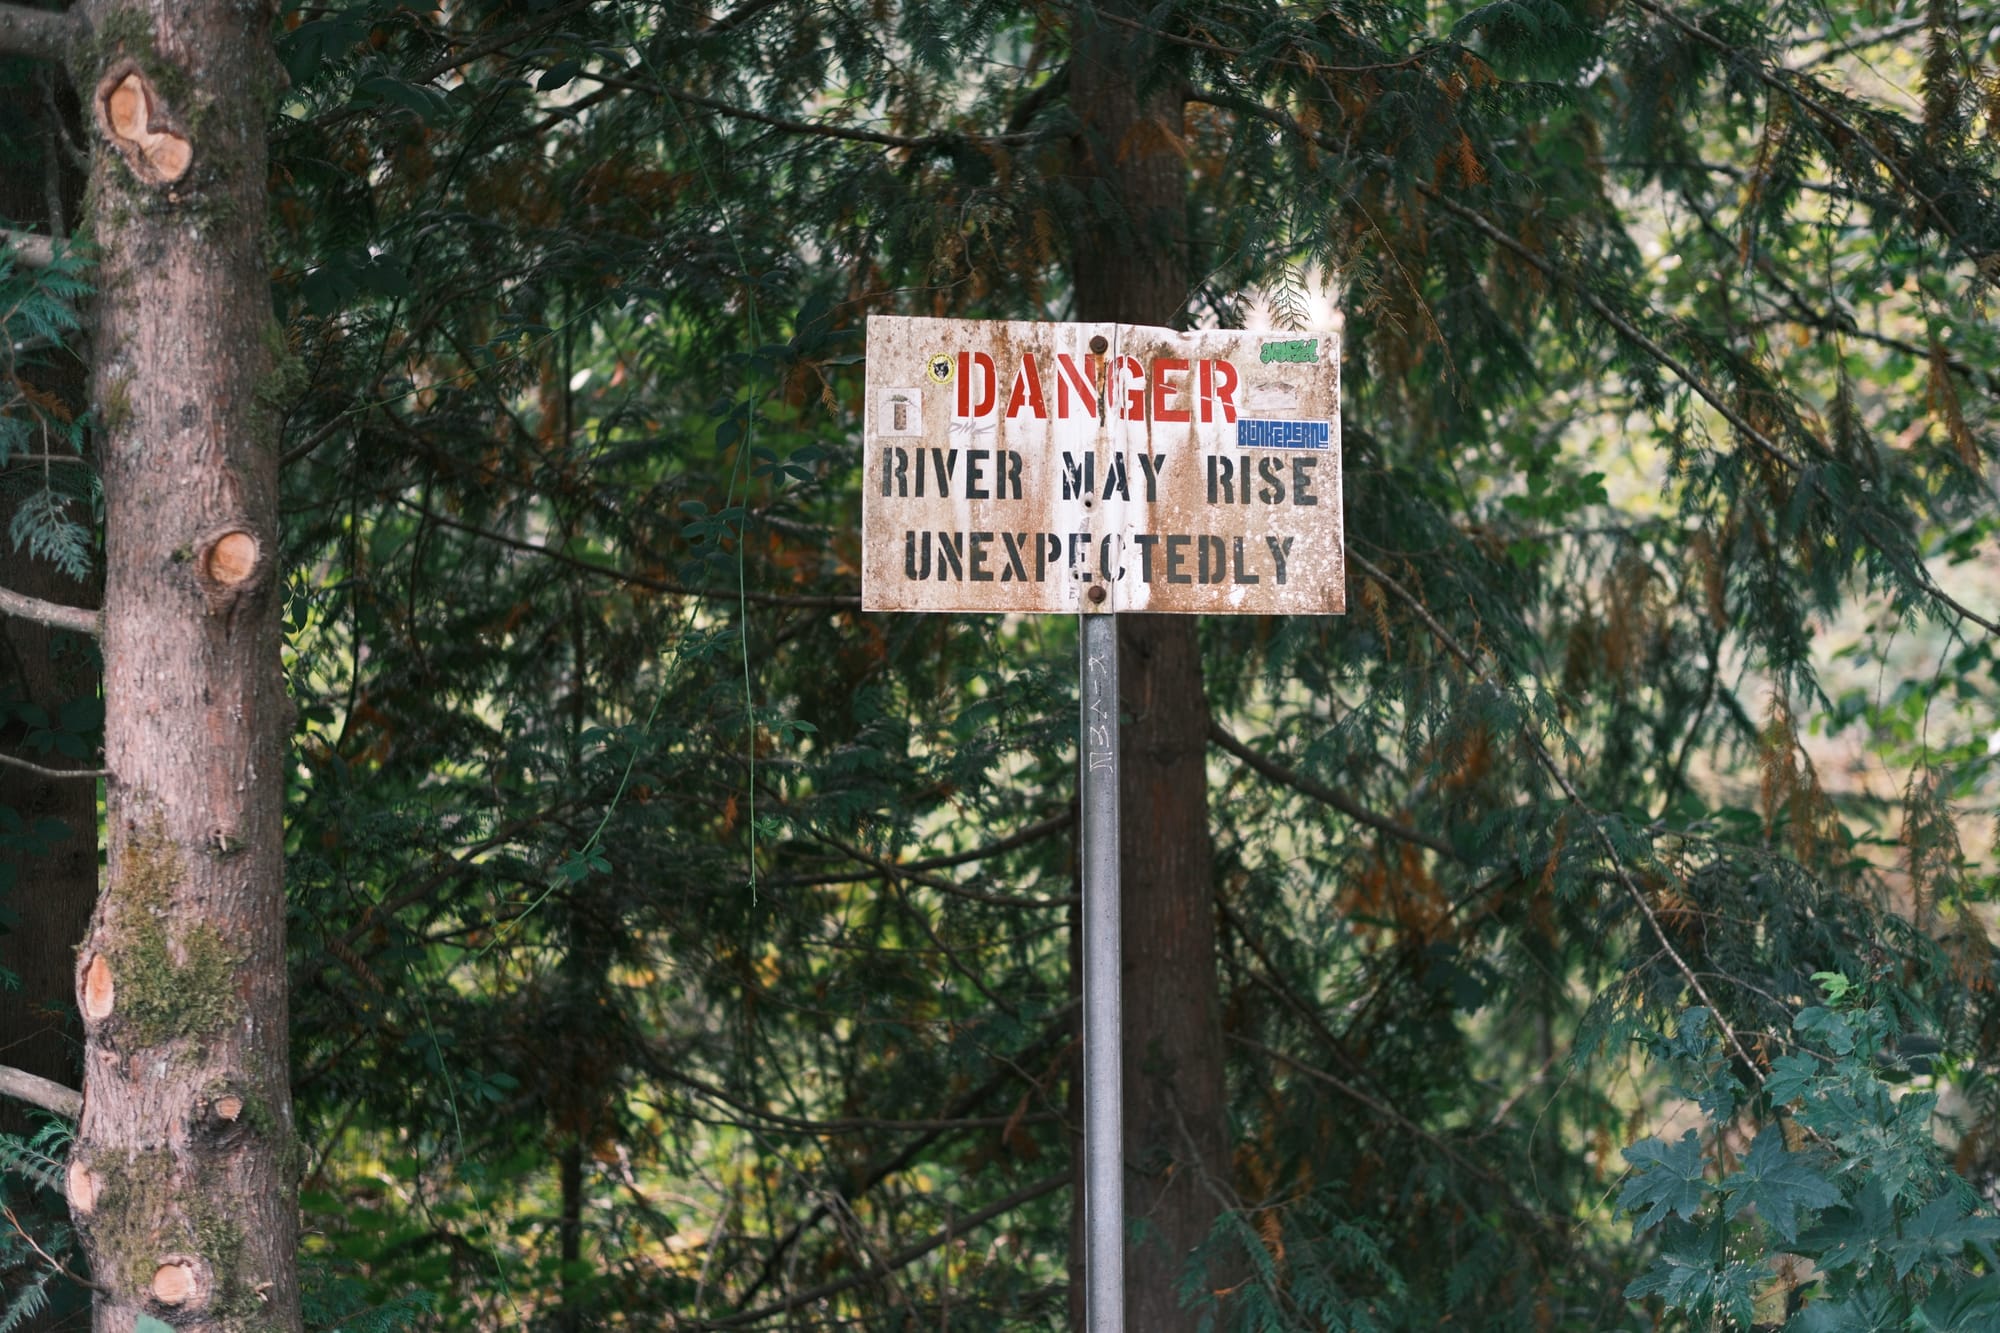 DANGER
RIVER MAY RISE
UNEXPECTEDLY